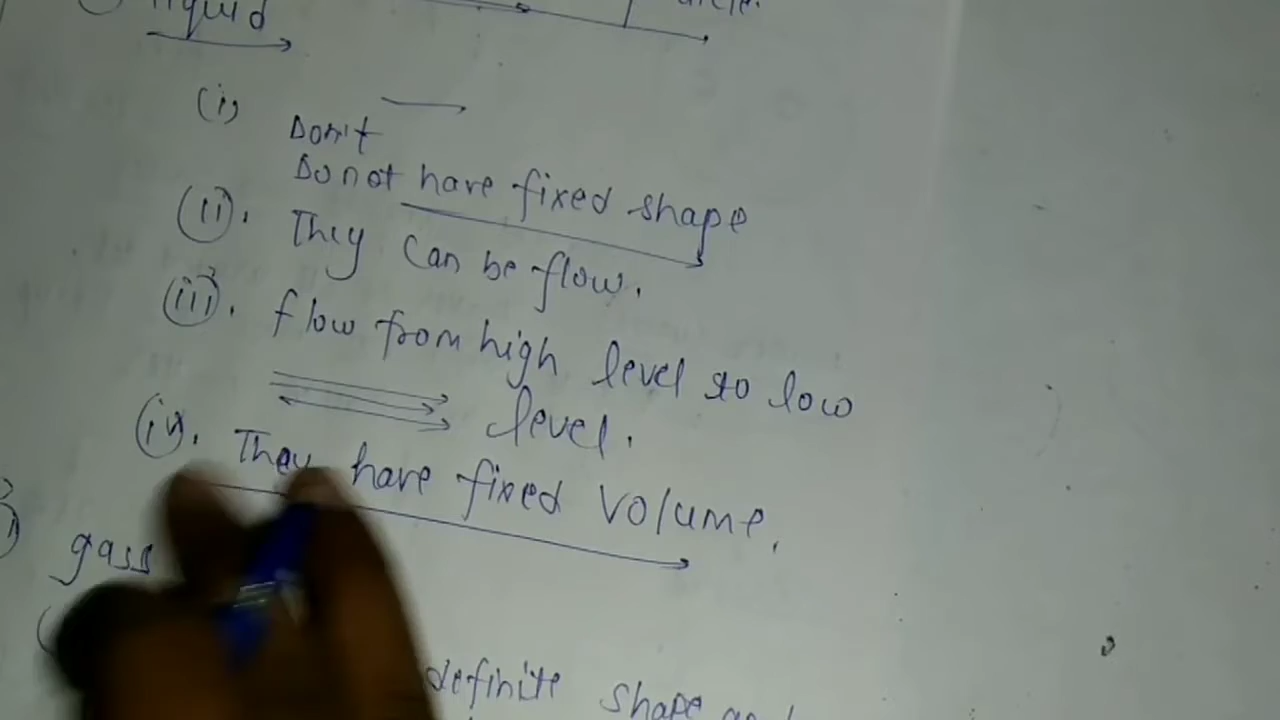 liquid
(i) Don't
Do not have fixed shape
(ii). They can be flow.
(iii). flow from high level to low
level.
(iv). They have fixed volume.
gass
definite shape